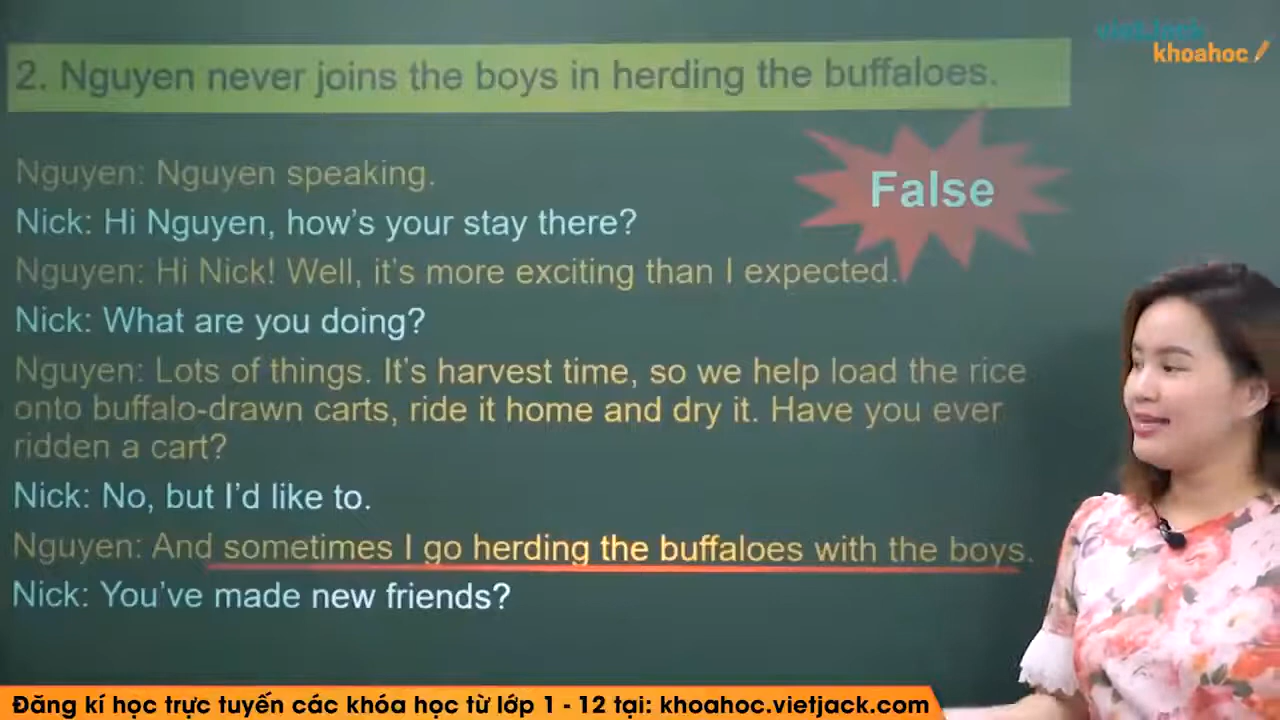 vietJack
khoahoc
2. Nguyen never joins the boys in herding the buffaloes.
False
Nguyen: Nguyen speaking.
Nick: Hi Nguyen, how's your stay there?
Nguyen: Hi Nick! Well, it's more exciting than I expected.
Nick: What are you doing?
Nguyen: Lots of things. It's harvest time, so we help load the rice
onto buffalo-drawn carts, ride it home and dry it. Have you ever
ridden a cart?
Nick: No, but I'd like to.
Nguyen: And sometimes I go herding the buffaloes with the boys.
Nick: You've made new friends?
Đăng kí học trực tuyến các khóa học từ lớp 1 - 12 tại: khoahoc.vietjack.com